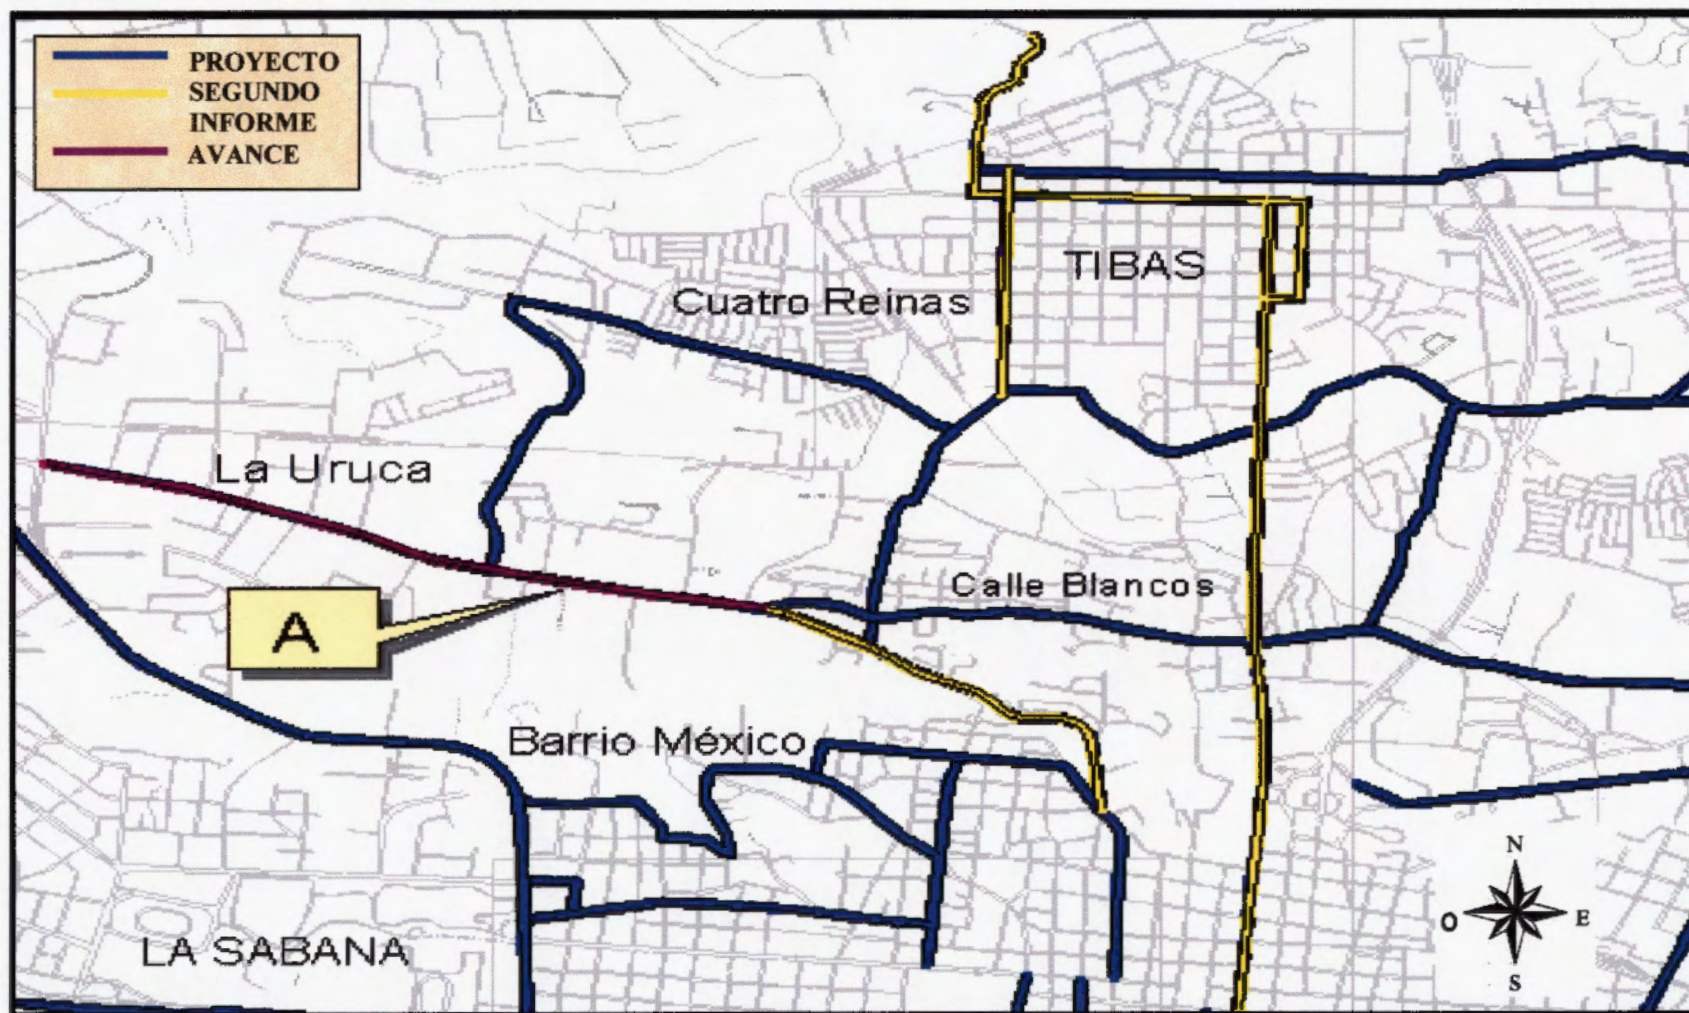 PROYECTO
SEGUNDO
INFORME
AVANCE
TIBAS
Cuatro Reinas
La Uruca
Calle Blancos
A
Barrio México
LA SABANA
N
O
E
S